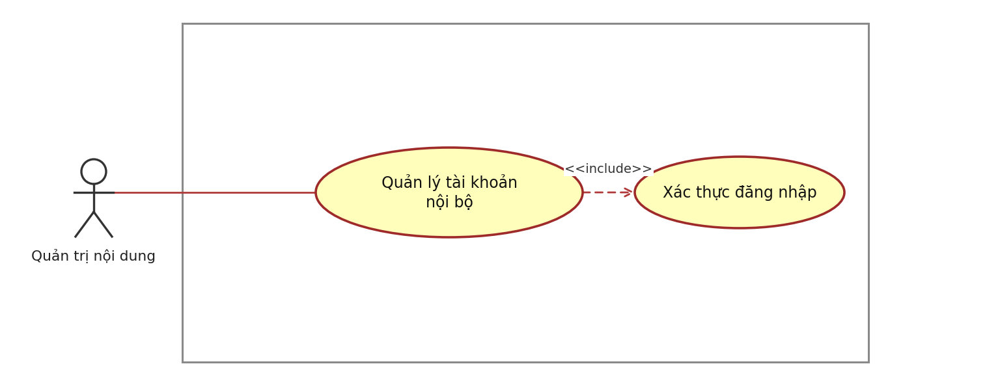 Quản lý tài khoản
nội bộ
<<include>>
Xác thực đăng nhập
Quản trị nội dung